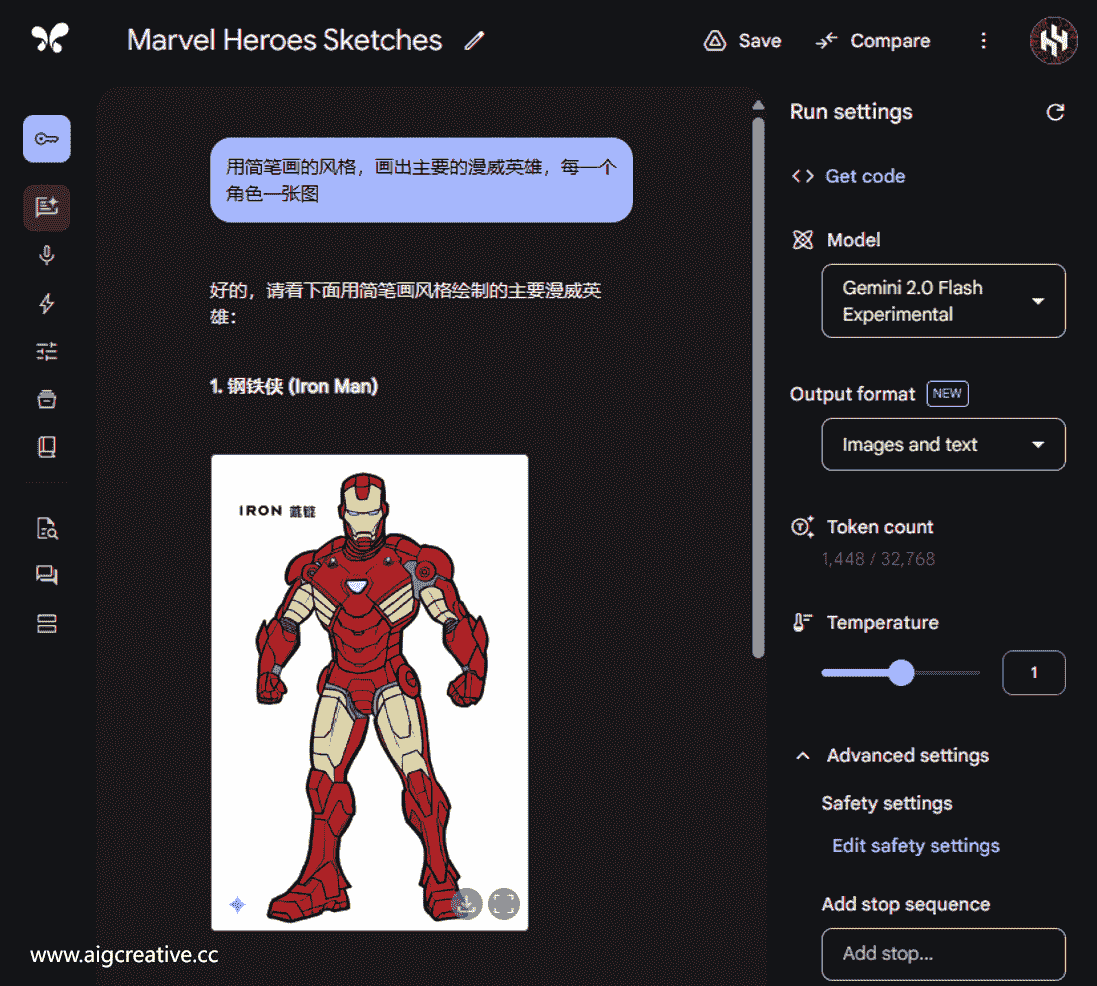 Marvel Heroes Sketches
Save
Compare
用简笔画的风格，画出主要的漫威英雄，每一个
角色一张图
好的，请看下面用简笔画风格绘制的主要漫威英
雄：
1. 钢铁侠 (Iron Man)
IRON
www.aigcreative.cc
Run settings
Get code
Model
Gemini 2.0 Flash
Experimental
Output format NEW
Images and text
Token count
1,448 / 32,768
Temperature
1
Advanced settings
Safety settings
Edit safety settings
Add stop sequence
Add stop...